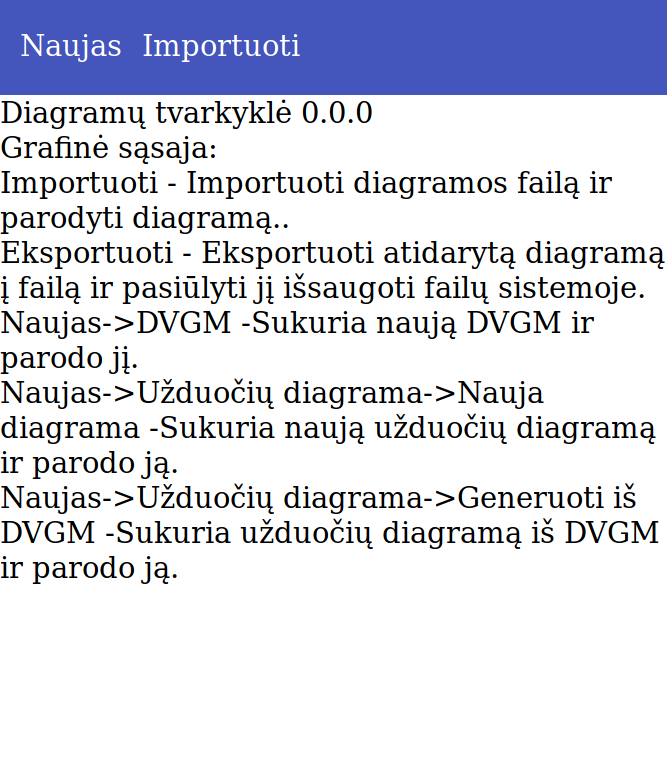 Naujas Importuoti
Diagramų tvarkyklė 0.0.0
Grafinė sąsaja:
Importuoti - Importuoti diagramos failą ir
parodyti diagramą..
Eksportuoti - Eksportuoti atidarytą diagramą
į failą ir pasiūlyti jį išsaugoti failų sistemoje.
Naujas->DVGM -Sukuria naują DVGM ir
parodo jį.
Naujas->Užduočių diagrama->Nauja
diagrama -Sukuria naują užduočių diagramą
ir parodo ją.
Naujas->Užduočių diagrama->Generuoti iš
DVGM -Sukuria užduočių diagramą iš DVGM
ir parodo ją.